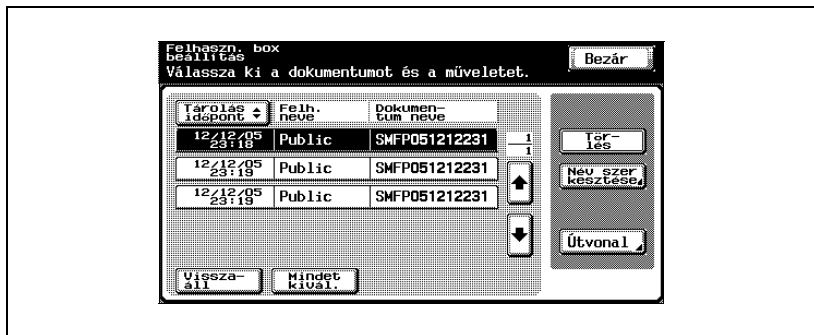 Felhaszn. box
beállítás
Bezár
Válassza ki a dokumentumot és a műveletet.
Tárolás
időpont
Felh.
neve
Dokumen-
tum neve
12/12/05
23:18
Public
SMFP051212231
1
1
12/12/05
23:19
Public
SMFP051212231
12/12/05
23:19
Public
SMFP051212231
Tör-
lés
Név szer
kesztése
Útvonal
Vissza-
áll
Mindet
kivál.